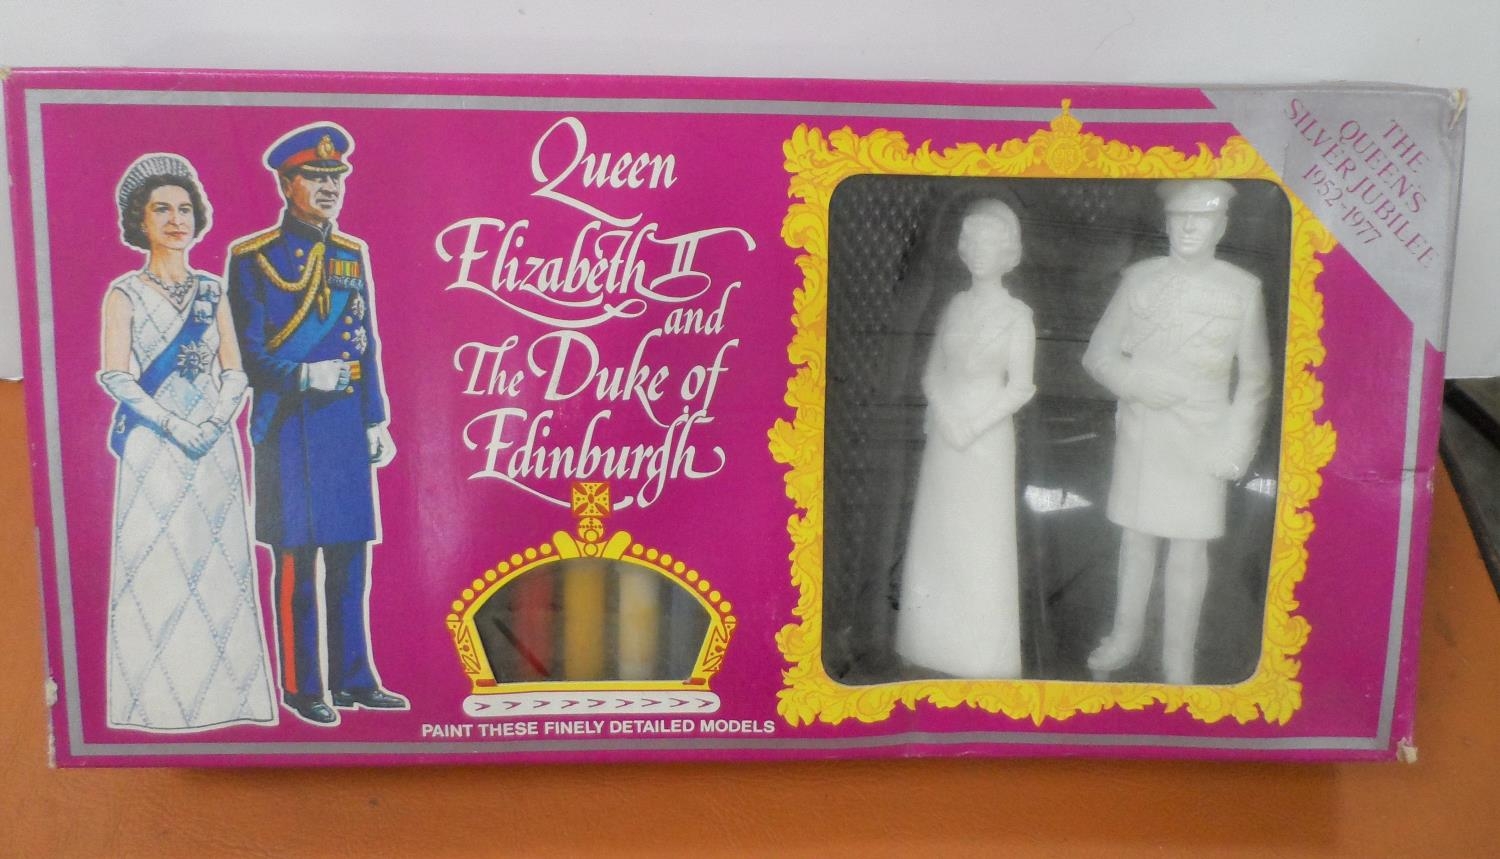 Queen
Elizabeth II
and
The Duke of
Edinburgh
PAINT THESE FINELY DETAILED MODELS
THE
QUEEN'S
SILVER JUBILEE
1952-1977